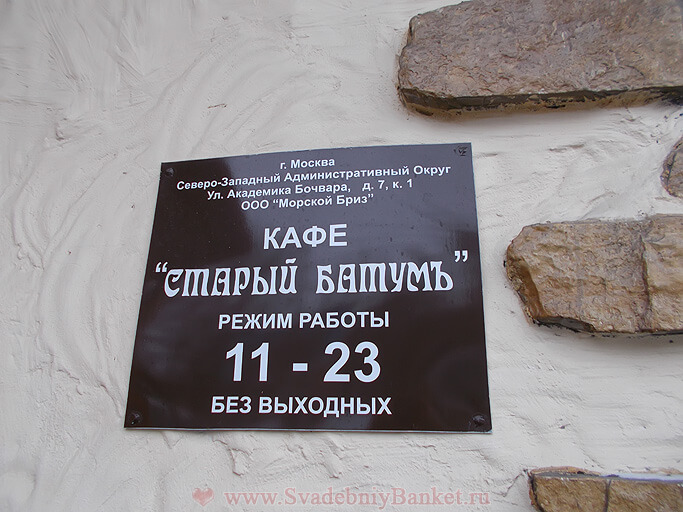 г. Москва
Северо-Западный Административный Округ
Ул. Академика Бочвара, д. 7, к. 1
ООО "Морской Бриз"
КАФЕ
"СТАРЫЙ БАТУМЪ"
РЕЖИМ РАБОТЫ
11 - 23
БЕЗ ВЫХОДНЫХ
www.SvadebniyBanket.ru